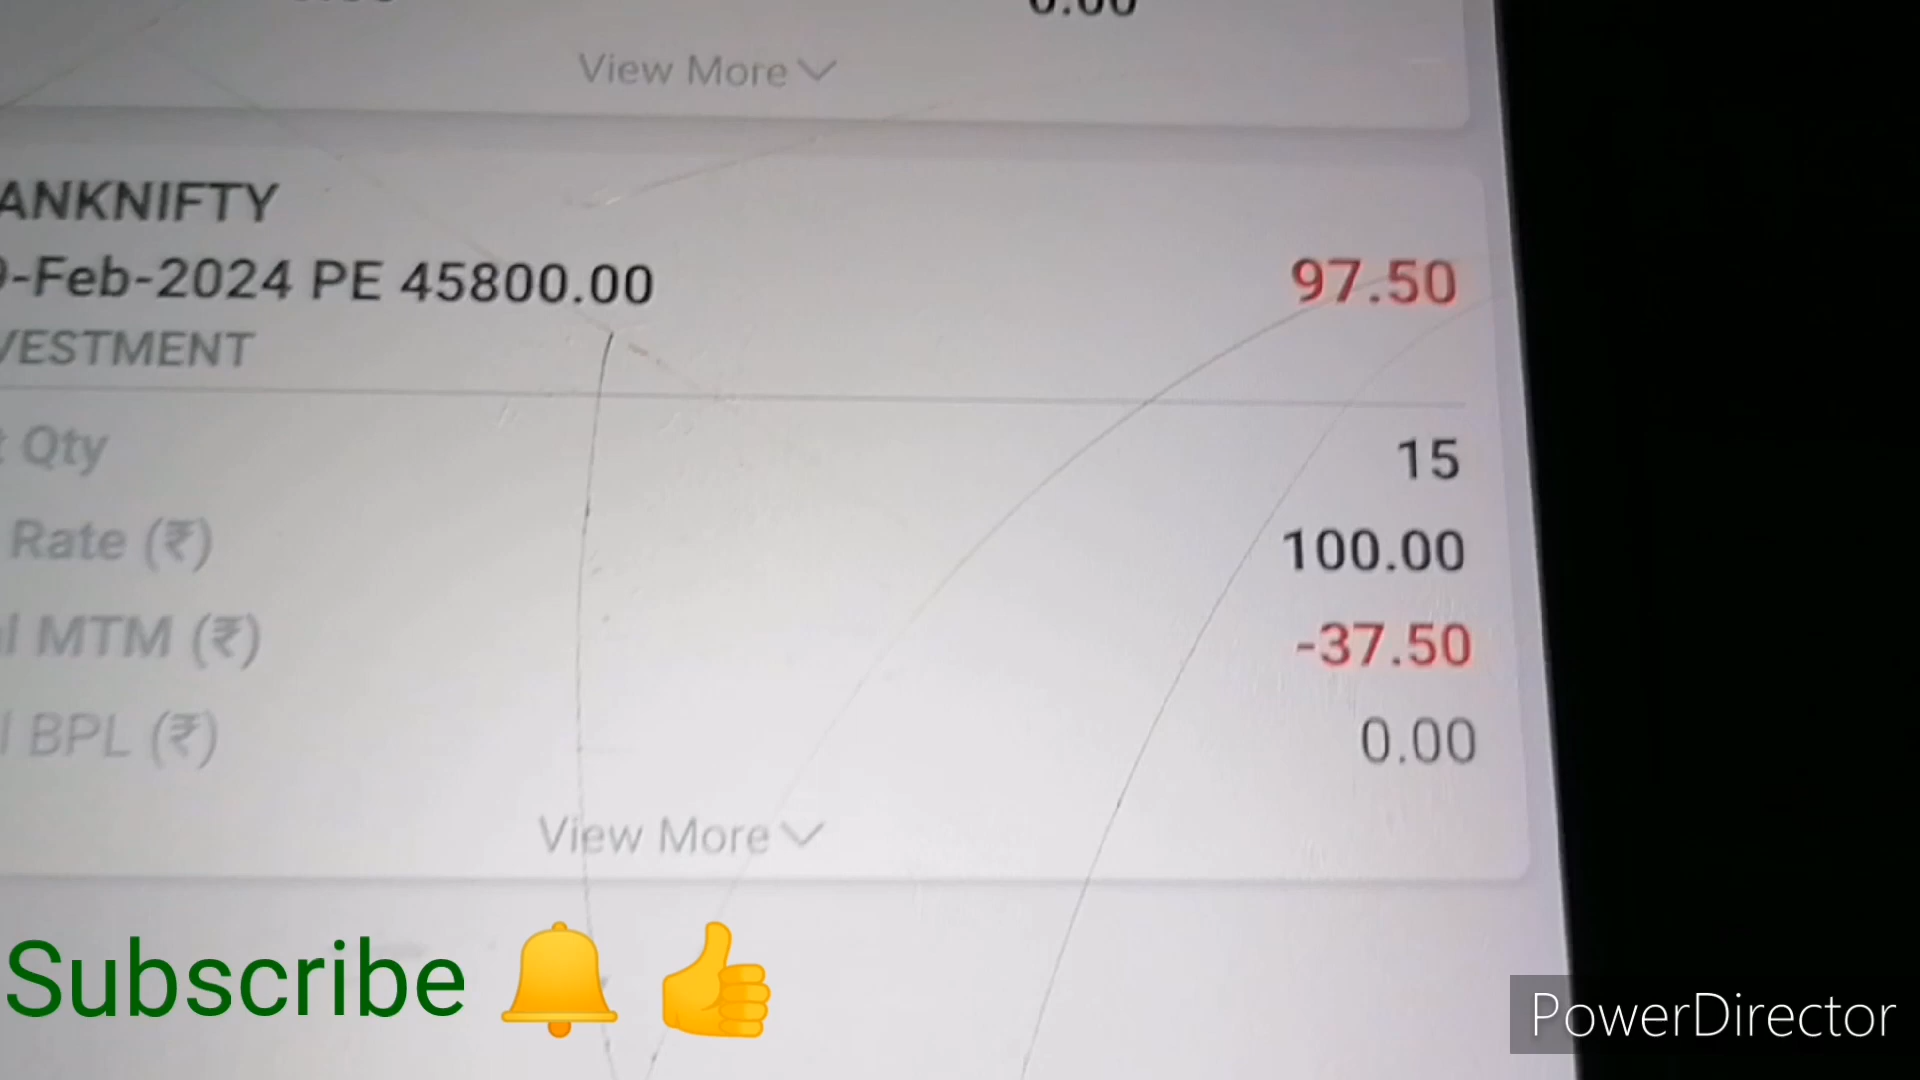 View More
ANKNIFTY
-Feb-2024 PE 45800.00 97.50
VESTMENT
Qty 15
Rate (₹) 100.00
MTM (₹) -37.50
BPL (₹) 0.00
View More
Subscribe 🔔 👍
PowerDirector